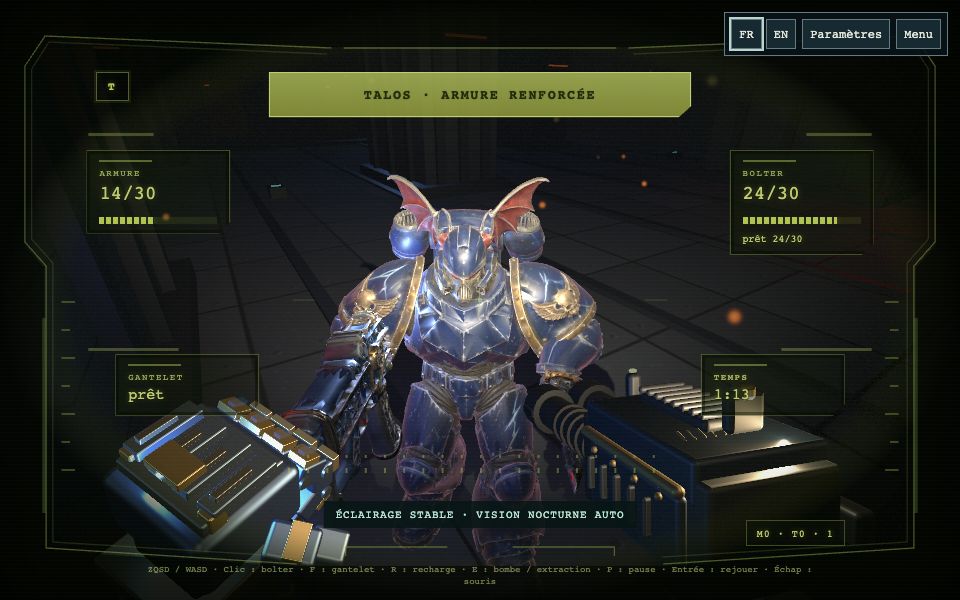 FR EN Paramètres Menu
T
TALOS · ARMURE RENFORCÉE
ARMURE
14/30
BOLTER
24/30
prêt 24/30
GANTELET
prêt
TEMPS
1:13
ÉCLAIRAGE STABLE · VISION NOCTURNE AUTO
M0 · T0 · 1
ZQSD / WASD · Clic : bolter · F : gantelet · R : recharge · E : bombe / extraction · P : pause · Entrée : rejouer · Échap :
souris